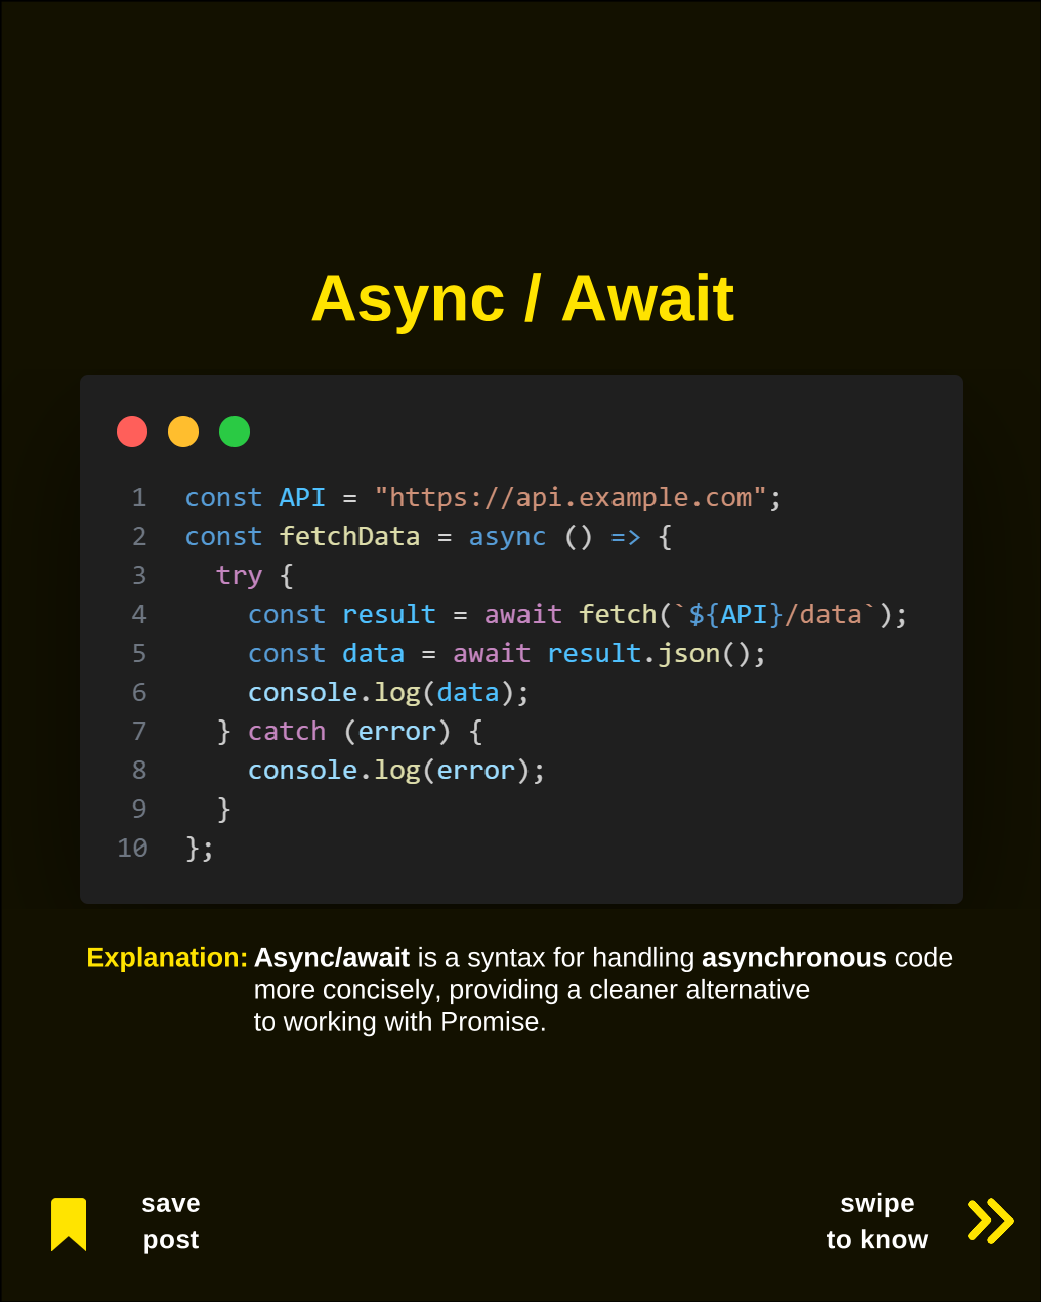 Async / Await
1 const API = "https://api.example.com";
2 const fetchData = async () => {
3   try {
4     const result = await fetch(`${API}/data`);
5     const data = await result.json();
6     console.log(data);
7   } catch (error) {
8     console.log(error);
9   }
10 };
Explanation: Async/await is a syntax for handling asynchronous code
more concisely, providing a cleaner alternative
to working with Promise.
save
post
swipe
to know